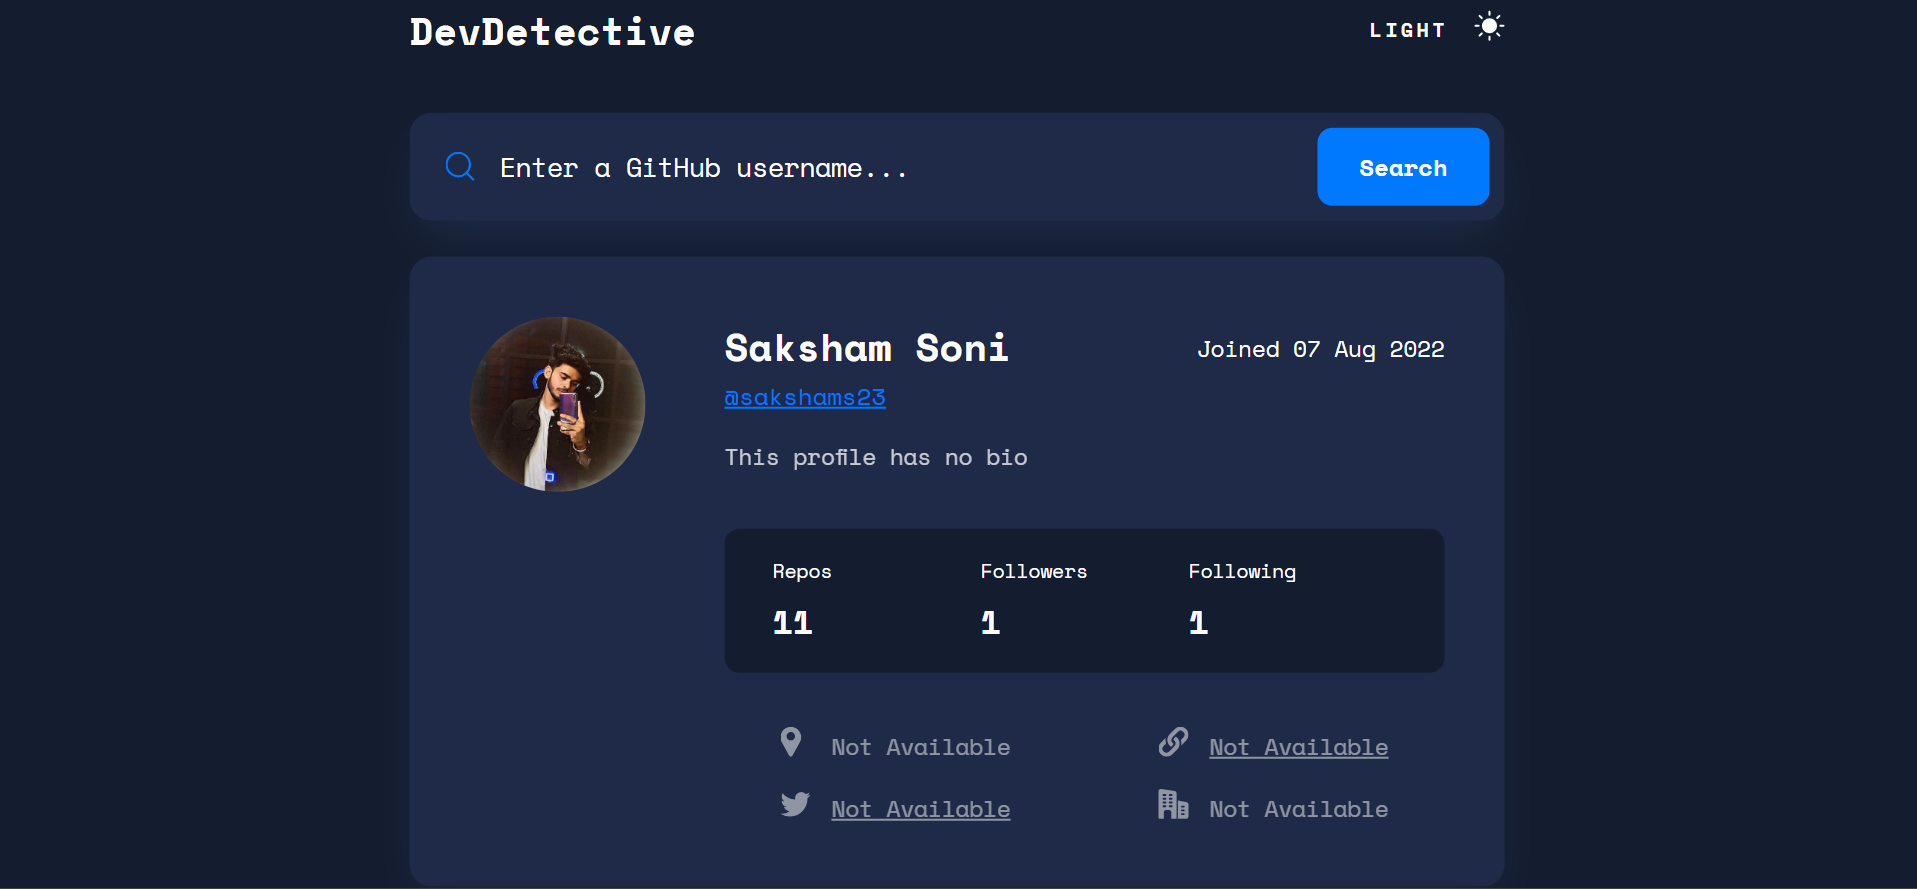 DevDetective
LIGHT
Enter a GitHub username...
Search
Saksham Soni
Joined 07 Aug 2022
@sakshams23
This profile has no bio
Repos Followers Following
11 1 1
Not Available Not Available
Not Available Not Available